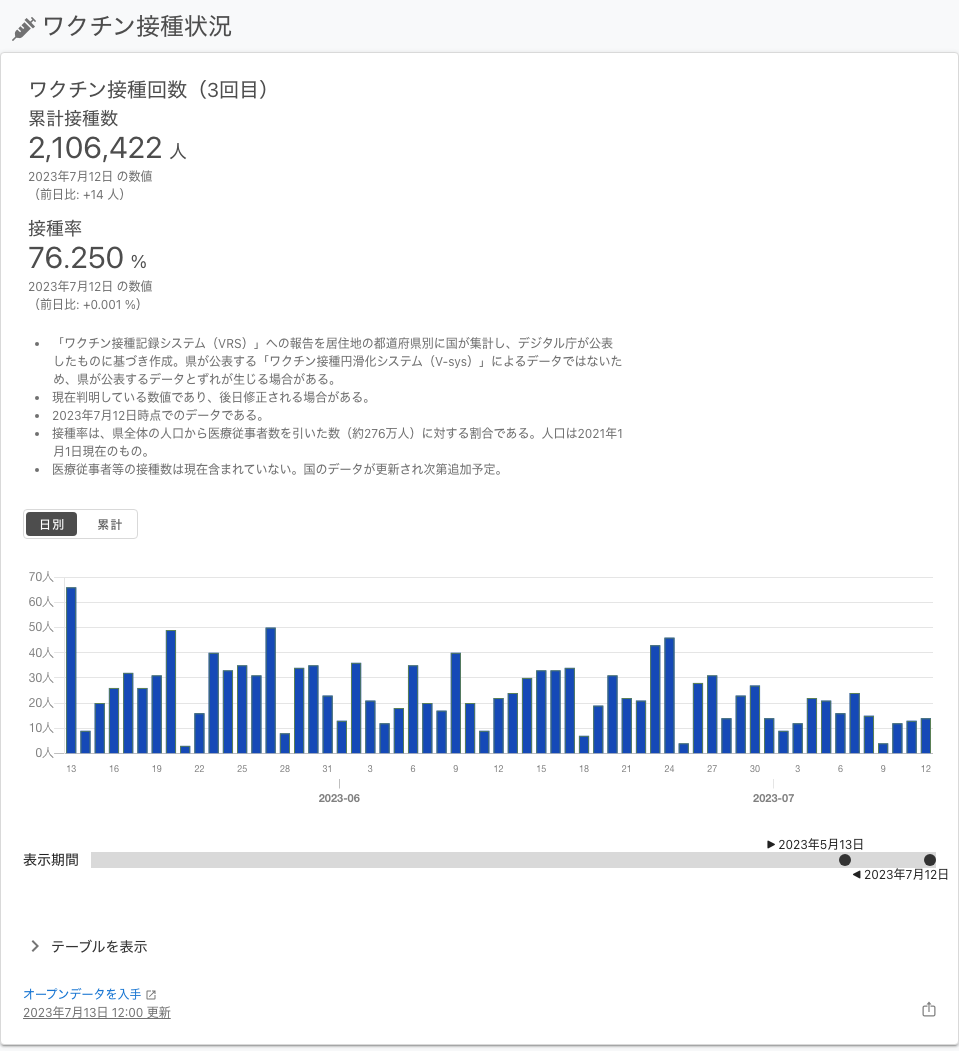 ワクチン接種状況
ワクチン接種回数（3回目）
累計接種数
2,106,422 人
2023年7月12日 の数値
（前日比: +14 人）
接種率
76.250 %
2023年7月12日 の数値
（前日比: +0.001 %）
• 「ワクチン接種記録システム（VRS）」への報告を居住地の都道府県別に国が集計し、デジタル庁が公表
したものに基づき作成。県が公表する「ワクチン接種円滑化システム（V-sys）」によるデータではないた
め、県が公表するデータとずれが生じる場合がある。
• 現在判明している数値であり、後日修正される場合がある。
• 2023年7月12日時点でのデータである。
• 接種率は、県全体の人口から医療従事者数を引いた数（約276万人）に対する割合である。人口は2021年1
月1日現在のもの。
• 医療従事者等の接種数は現在含まれていない。国のデータが更新され次第追加予定。
日別 累計
70人
60人
50人
40人
30人
20人
10人
0人
13 16 19 22 25 28 31 3 6 9 12 15 18 21 24 27 30 3 6 9 12
2023-06 2023-07
▶ 2023年5月13日
表示期間
◀ 2023年7月12日
テーブルを表示
オープンデータを入手
2023年7月13日 12:00 更新